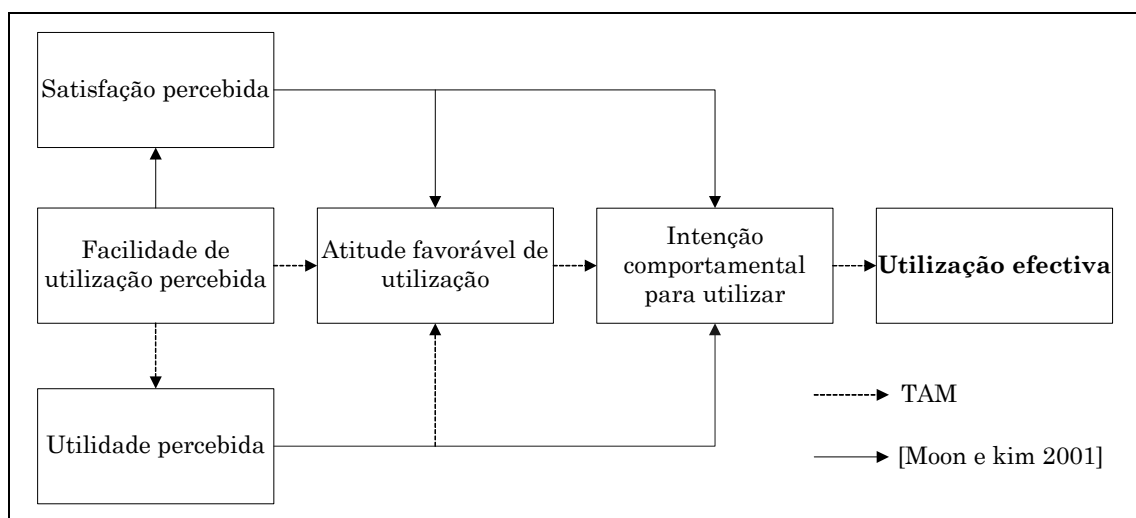 Satisfação percebida
Facilidade de
utilização percebida
Atitude favorável de
utilização
Intenção
comportamental
para utilizar
Utilização efectiva
Utilidade percebida
TAM
[Moon e kim 2001]